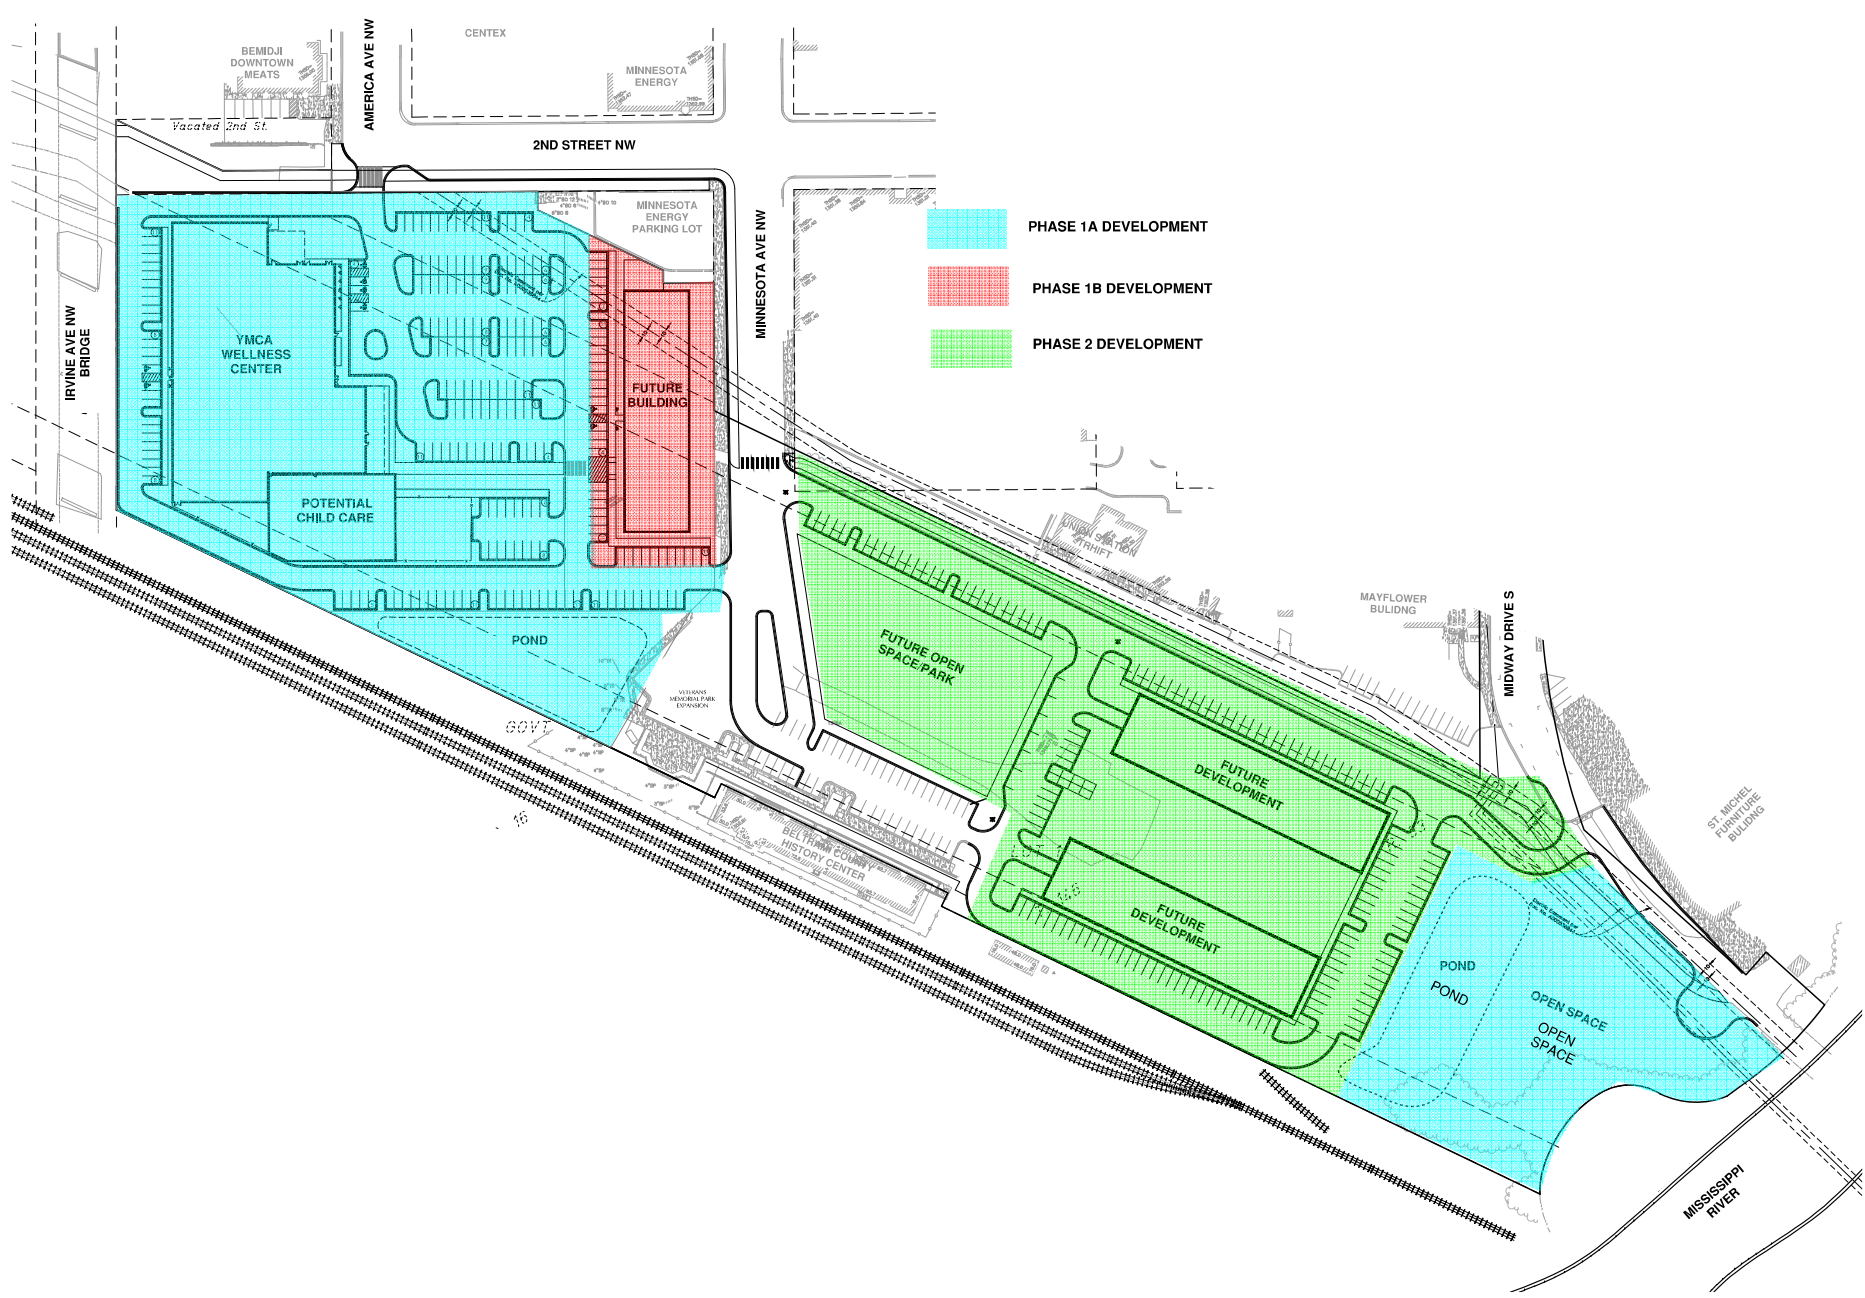 CENTEX
BEMIDJI
DOWNTOWN
MEATS
AMERICA AVE NW
MINNESOTA
ENERGY
Vacated 2nd St.
2ND STREET NW
MINNESOTA
ENERGY
PARKING LOT
MINNESOTA AVE NW
PHASE 1A DEVELOPMENT
PHASE 1B DEVELOPMENT
PHASE 2 DEVELOPMENT
IRVINE AVE NW
BRIDGE
YMCA
WELLNESS
CENTER
FUTURE
BUILDING
POTENTIAL
CHILD CARE
UNION STATION
THRIFT
MAYFLOWER
BULIDNG
MIDWAY DRIVE S
POND
FUTURE OPEN
SPACE/PARK
VETERANS
MEMORIAL PARK
EXPANSION
GOVT
FUTURE
DEVELOPMENT
ST. MICHEL
FURNITURE
BULIDNG
16
BELTRAMI COUNTY
HISTORY CENTER
FUTURE
DEVELOPMENT
POND
POND
OPEN SPACE
OPEN
SPACE
MISSISSIPPI
RIVER